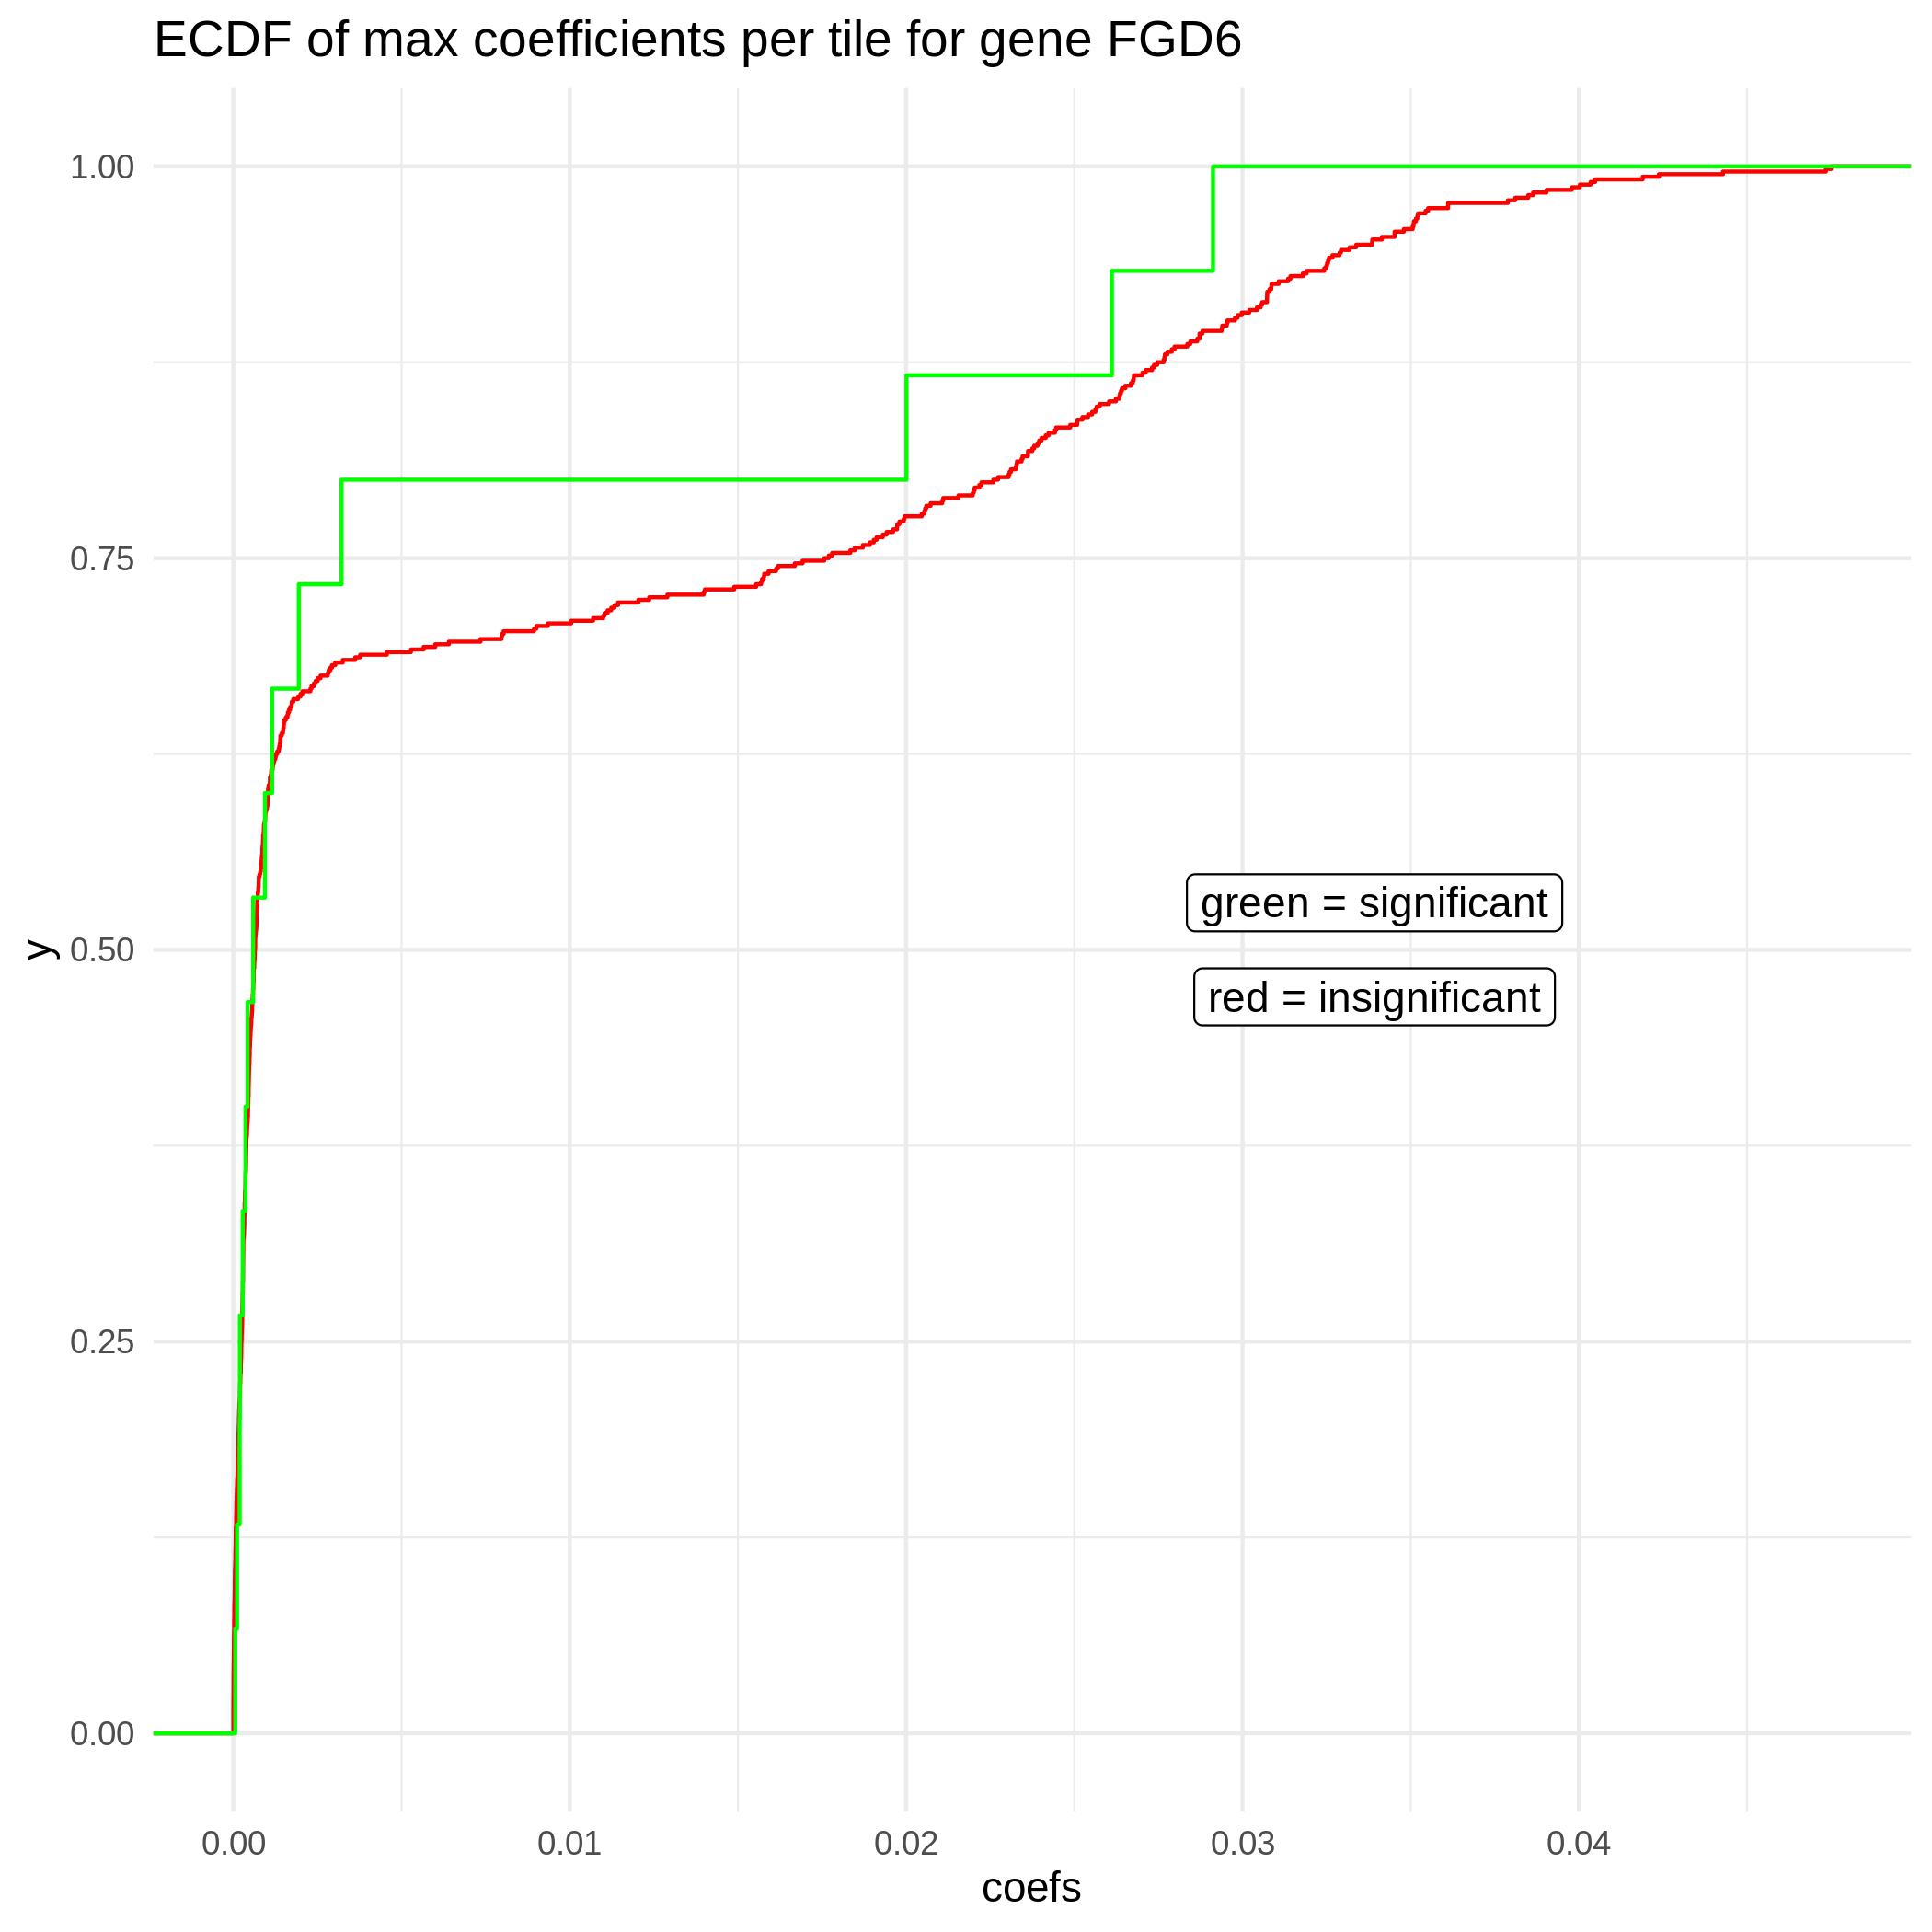 ECDF of max coefficients per tile for gene FGD6
1.00
0.75
0.50
0.25
0.00
y
green = significant
red = insignificant
0.00 0.01 0.02 0.03 0.04
coefs